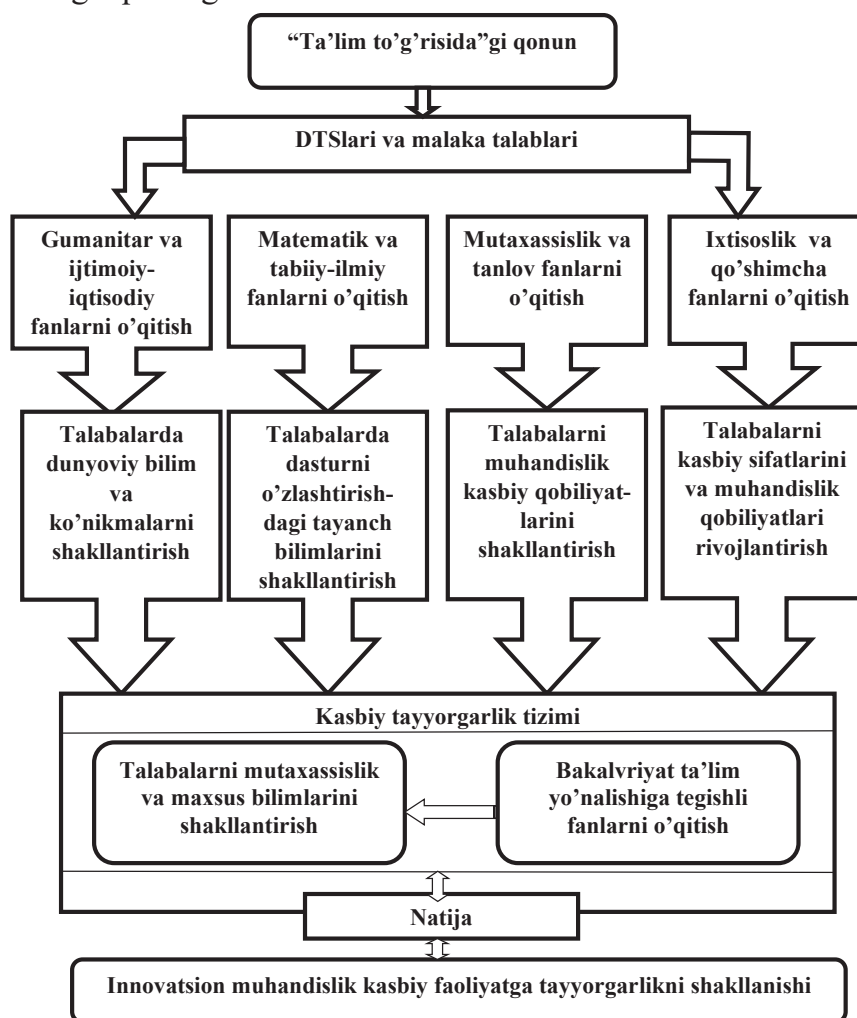 “Ta’lim to’g’risida”gi qonun
DTSlari va malaka talablari
Gumanitar va
ijtimoiy-
iqtisodiy
fanlarni o’qitish
Matematik va
tabiiy-ilmiy
fanlarni o’qitish
Mutaxassislik va
tanlov fanlarni
o’qitish
Ixtisoslik va
qo’shimcha
fanlarni o’qitish
Talabalarda
dunyoviy bilim
va
ko’nikmalarni
shakllantirish
Talabalarda
dasturni
o’zlashtirish-
dagi tayanch
bilimlarini
shakllantirish
Talabalarni
muhandislik
kasbiy qobiliyat-
larini
shakllantirish
Talabalarni
kasbiy sifatlarini
va muhandislik
qobiliyatlari
rivojlantirish
Kasbiy tayyorgarlik tizimi
Talabalarni mutaxassislik
va maxsus bilimlarini
shakllantirish
Bakalvriyat ta’lim
yo’nalishiga tegishli
fanlarni o’qitish
Natija
Innovatsion muhandislik kasbiy faoliyatga tayyorgarlikni shakllanishi